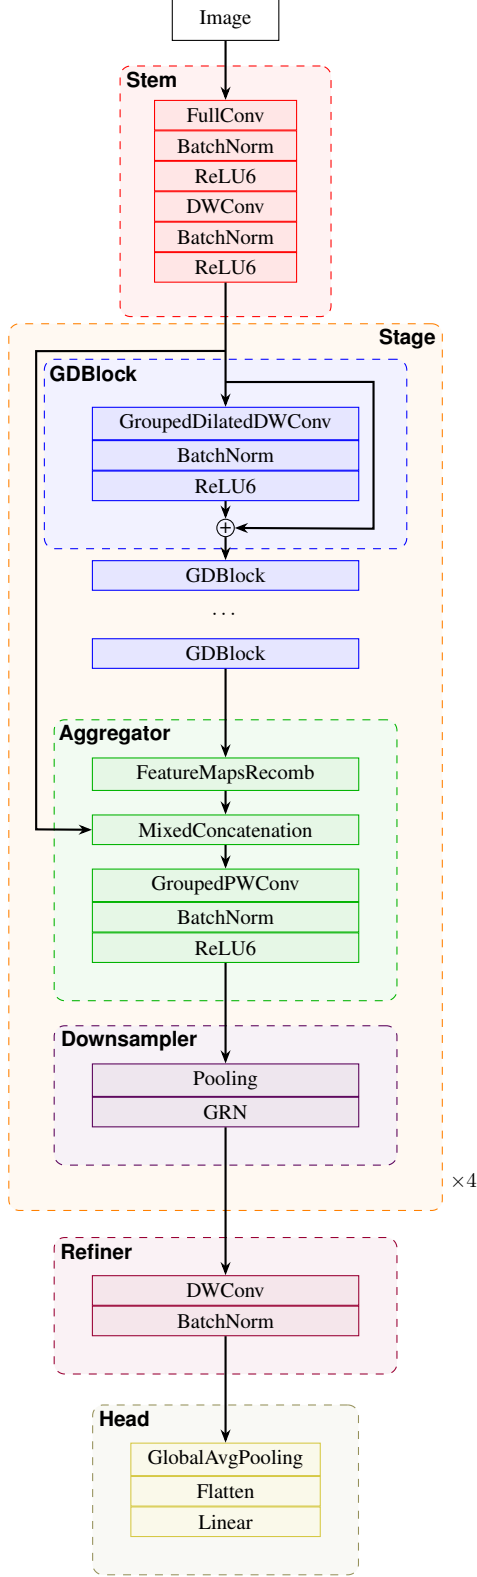 Image
Stem
FullConv
BatchNorm
ReLU6
DWConv
BatchNorm
ReLU6
Stage
GDBlock
GroupedDilatedDWConv
BatchNorm
ReLU6
+
GDBlock
...
GDBlock
Aggregator
FeatureMapsRecomb
MixedConcatenation
GroupedPWConv
BatchNorm
ReLU6
Downsampler
Pooling
GRN
×4
Refiner
DWConv
BatchNorm
Head
GlobalAvgPooling
Flatten
Linear